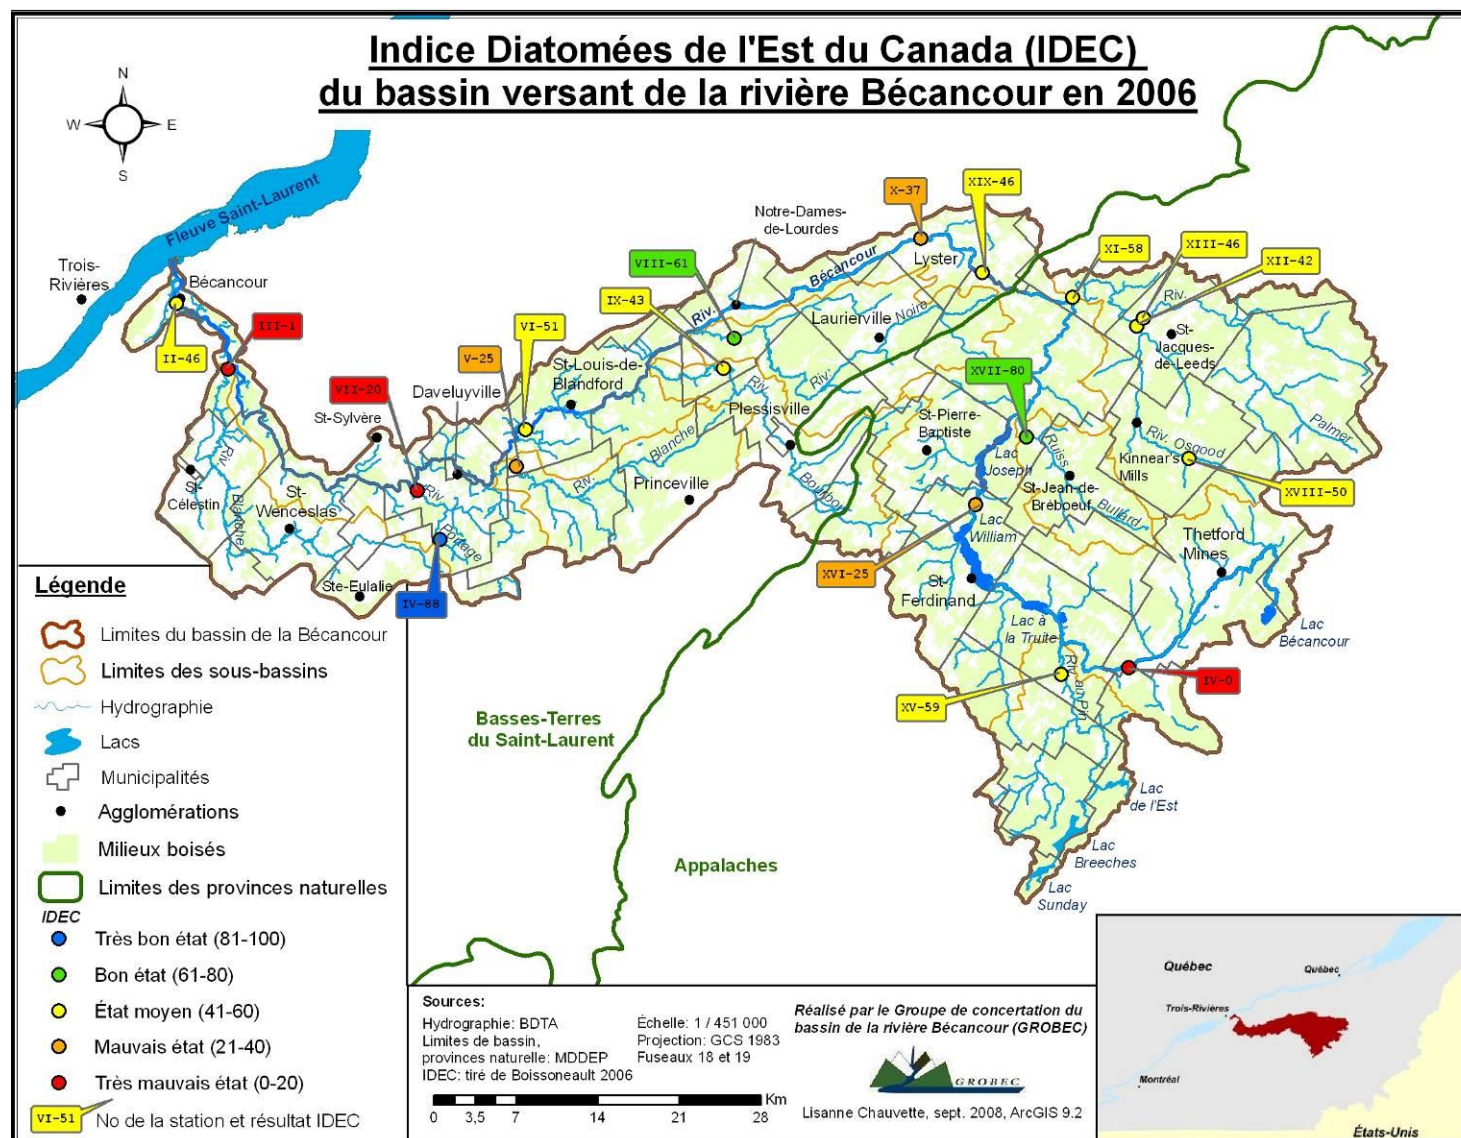 Indice Diatomées de l'Est du Canada (IDEC)
du bassin versant de la rivière Bécancour en 2006
N
W
E
S
Fleuve Saint-Laurent
Trois-
Rivières
Bécancour
II-46
III-1
VII-20
St-Sylvère
Daveluyville
V-25
VI-51
St-Louis-de-
Blandford
IX-43
VIII-61
Notre-Dames-
de-Lourdes
Riv.
Bécancour
X-37
Lyster
XIX-46
XI-58
XIII-46
XII-42
Riv.
St-
Jacques-
de-Leeds
Palmer
Laurierville
Riv.
Noire
XVII-80
Plessisville
Riv.
Bourbon
St-Pierre-
Baptiste
Lac
Joseph
Ruiss.
Bullard
St-Jean-de-
Bréboeuf
Riv. Osgood
Kinnear's
Mills
XVIII-50
Riv.
Blanche
Princeville
St-
Célestin
Riv.
Blanche
St-
Wenceslas
Riv.
Portage
Ste-Eulalie
IV-88
Lac
William
XVI-25
St-
Ferdinand
Thetford
Mines
Lac à
la Truite
Lac
Bécancour
Riv. au Pin
XV-59
IV-0
Lac
de l'Est
Lac
Breeches
Lac
Sunday
Basses-Terres
du Saint-Laurent
Appalaches
Légende
Limites du bassin de la Bécancour
Limites des sous-bassins
Hydrographie
Lacs
Municipalités
Agglomérations
Milieux boisés
Limites des provinces naturelles
IDEC
Très bon état (81-100)
Bon état (61-80)
État moyen (41-60)
Mauvais état (21-40)
Très mauvais état (0-20)
VI-51 No de la station et résultat IDEC
Sources:
Hydrographie: BDTA
Limites de bassin,
provinces naturelle: MDDEP
IDEC: tiré de Boissoneault 2006
Échelle: 1 / 451 000
Projection: GCS 1983
Fuseaux 18 et 19
0 3,5 7 14 21 28 Km
Réalisé par le Groupe de concertation du
bassin de la rivière Bécancour (GROBEC)
GROBEC
Lisanne Chauvette, sept. 2008, ArcGIS 9.2
Québec
Québec
Trois-Rivières
Montréal
États-Unis